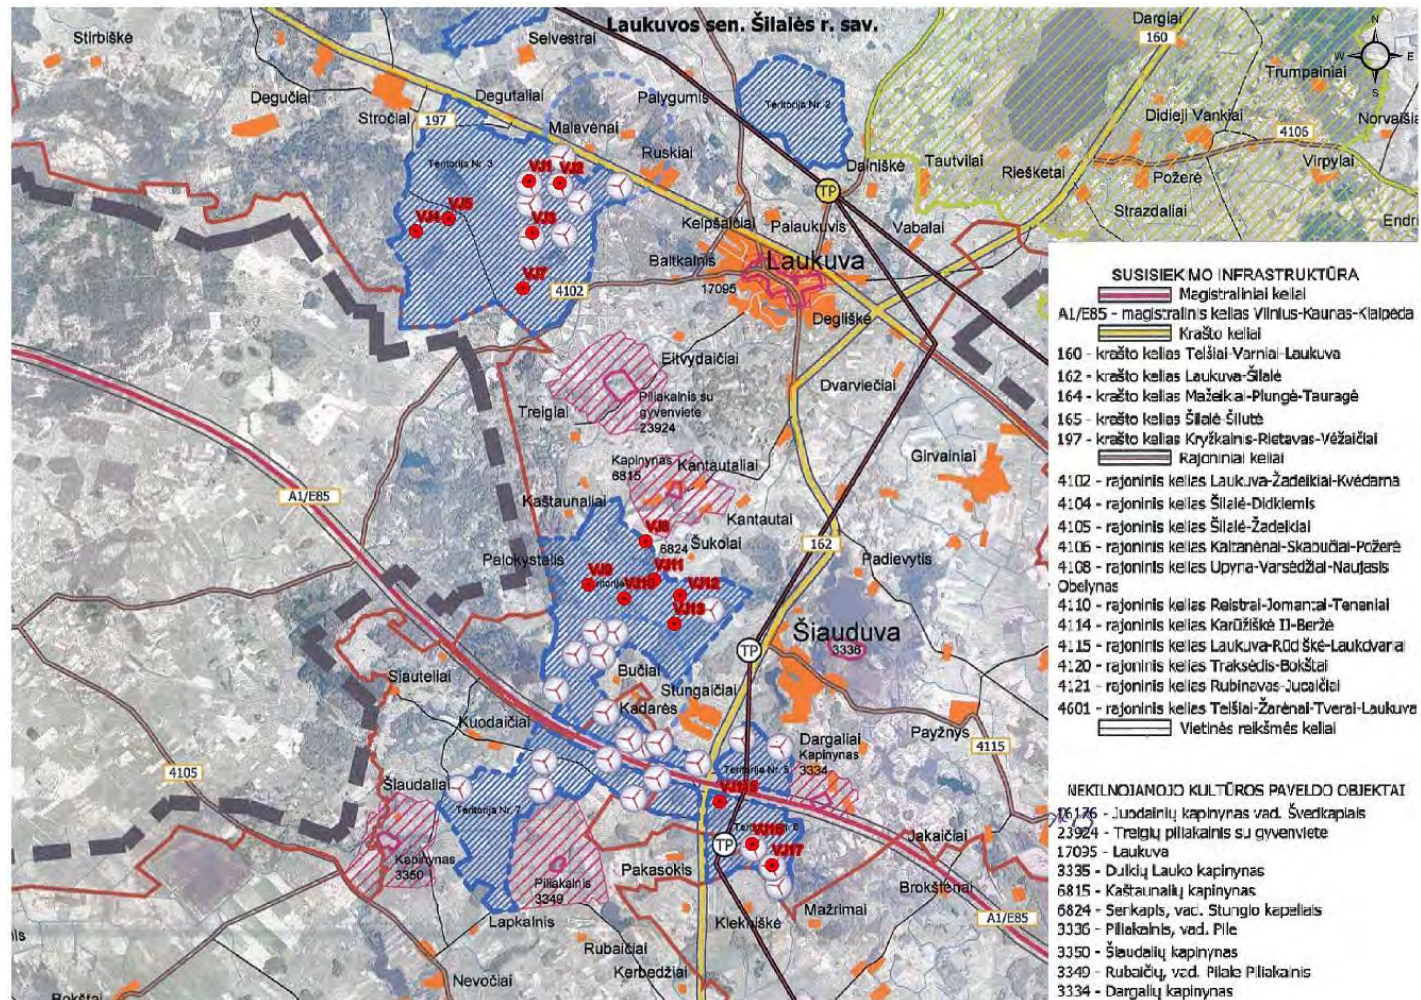 Laukuvos sen. Šilalės r. sav.
Stirbiškė
Selvestrai
Dargiai
160
N
W
E
S
Degučiai
Stročiai
197
Degutaliai
Palygumis
Malavėnai
Ruskiai
Teritorija Nr. 2
Teritorija Nr. 3
Trumpainiai
Didieji Vankiai
4106
Norvaišia
Virpylai
Dainiškė
Tautvilai
Riešketai
Požerė
Strazdaliai
Endr
VJ1
VJ2
VJ3
VJ4
VJ5
VJ7
TP
Kelpšaičiai
Palaukuvis
Vabalai
Baltkalnis
Laukuva
17095
4102
Degliškė
Eitvydaičiai
Dvarviečiai
Treigiai
Piliakalnis su
gyvenviete
23924
Kapinynas
6815
Kantautaliai
Girvainiai
A1/E85
Kaštaunaliai
Kantautai
Palokystalis
6824
Šukolai
162
Padievytis
VJ9
VJ10
VJ11
VJ12
VJ13
Šiauduva
3336
TP
Bučiai
Stungaičiai
Šiauteliai
Kadarės
Kuodaičiai
Dargaliai
Kapinynas
3334
Payžnys
4115
4105
Šiaudaliai
Teritorija Nr. 7
Teritorija Nr. 5
VJ16
VJ17
TP
Kapinynas
3350
Piliakalnis
3349
Pakasokis
Jakaičiai
Brokštėnai
Lapkalnis
Klekniškė
Mažrimai
A1/E85
Rubaičiai
Kerbedžiai
Nevočiai
Bokštai
SUSISIEKIMO INFRASTRUKTŪRA
Magistraliniai keliai
A1/E85 - magistralinis kelias Vilnius-Kaunas-Klaipėda
Krašto keliai
160 - krašto kelias Telšiai-Varniai-Laukuva
162 - krašto kelias Laukuva-Šilalė
164 - krašto kelias Mažeikiai-Plungė-Tauragė
165 - krašto kelias Šilalė-Šilutė
197 - krašto kelias Kryžkalnis-Rietavas-Vėžaičiai
Rajoniniai keliai
4102 - rajoninis kelias Laukuva-Žadeikiai-Kvėdarna
4104 - rajoninis kelias Šilalė-Didkiemis
4105 - rajoninis kelias Šilalė-Žadeikiai
4106 - rajoninis kelias Kaltanėnai-Skabučiai-Požerė
4108 - rajoninis kelias Upyna-Varsėdžiai-Naujasis
Obelynas
4110 - rajoninis kelias Reistrai-Jomantai-Teneniai
4114 - rajoninis kelias Karūžiškė II-Beržė
4115 - rajoninis kelias Laukuva-Rūdiškė-Laukdvariai
4120 - rajoninis kelias Traksėdis-Bokštai
4121 - rajoninis kelias Rubinavas-Jucaičiai
4601 - rajoninis kelias Telšiai-Žarėnai-Tverai-Laukuva
Vietinės reikšmės keliai
NEKILNOJAMOJO KULTŪROS PAVELDO OBJEKTAI
16176 - Juodainių kapinynas vad. Švedkapiais
23924 - Treigių piliakalnis su gyvenviete
17095 - Laukuva
3335 - Dulkių Lauko kapinynas
6815 - Kaštaunalių kapinynas
6824 - Senkapis, vad. Stungio kapeliais
3336 - Piliakalnis, vad. Pile
3350 - Šiaudalių kapinynas
3349 - Rubaičių, vad. Pilale Piliakalnis
3334 - Dargalių kapinynas